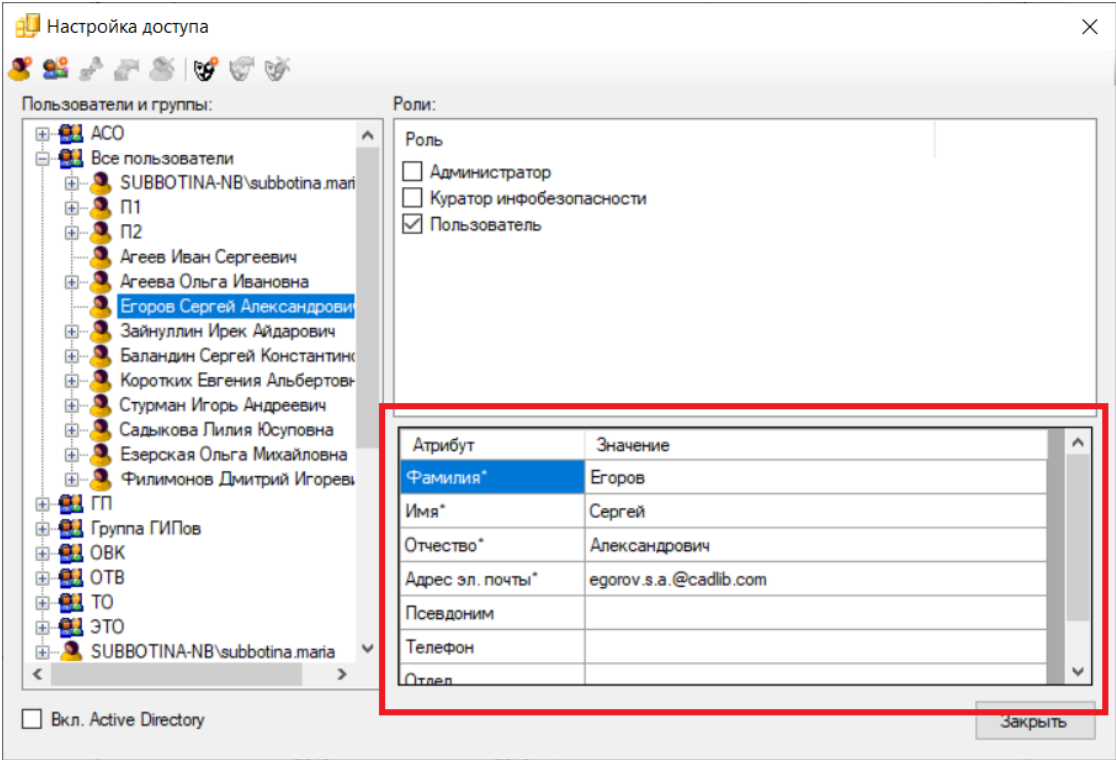 Настройка доступа
Пользователи и группы:
АСО
Все пользователи
SUBBOTINA-NB\subbotina.mari
П1
П2
Агеев Иван Сергеевич
Агеева Ольга Ивановна
Егоров Сергей Александрович
Зайнуллин Ирек Айдарович
Баландин Сергей Константинс
Коротких Евгения Альбертовн
Стурман Игорь Андреевич
Садыкова Лилия Юсуповна
Езерская Ольга Михайловна
Филимонов Дмитрий Игореви
ГП
Группа ГИПов
ОВК
ОТВ
ТО
ЭТО
SUBBOTINA-NB\subbotina.maria
Вкл. Active Directory
Роли:
Роль
Администратор
Куратор инфобезопасности
Пользователь
Атрибут Значение
Фамилия* Егоров
Имя* Сергей
Отчество* Александрович
Адрес эл. почты* egorov.s.a.@cadlib.com
Псевдоним
Телефон
Отдел
Закрыть